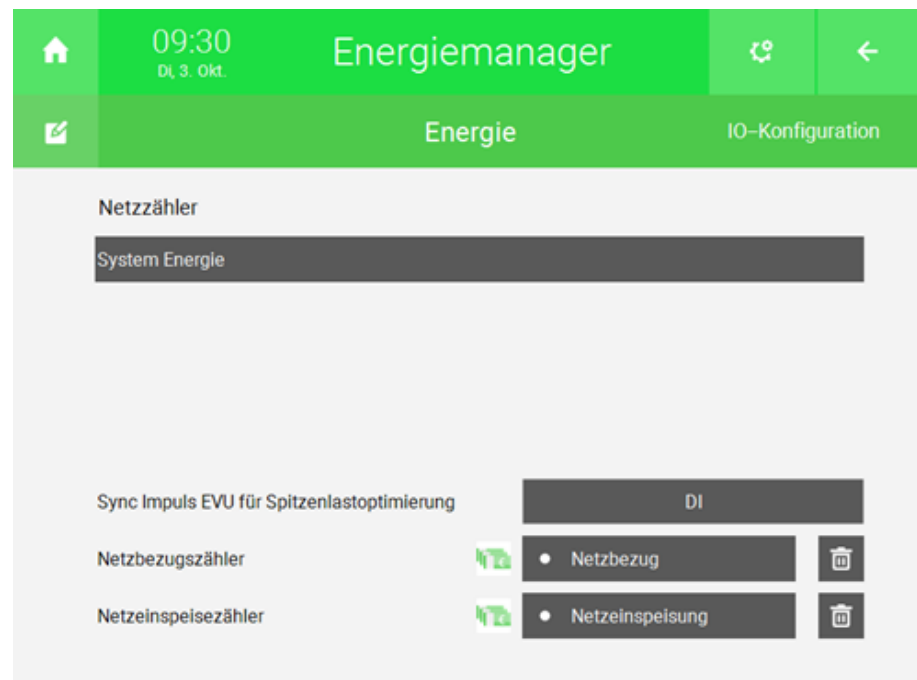 09:30
Di, 3. Okt.
Energiemanager
Energie
IO-Konfiguration
Netzzähler
System Energie
Sync Impuls EVU für Spitzenlastoptimierung
DI
Netzbezugszähler
Netzbezug
Netzeinspeisezähler
Netzeinspeisung